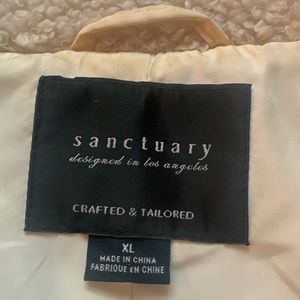 sanctuary
designed in los angeles
CRAFTED & TAILORED
XL
MADE IN CHINA
FABRIQUE EN CHINE